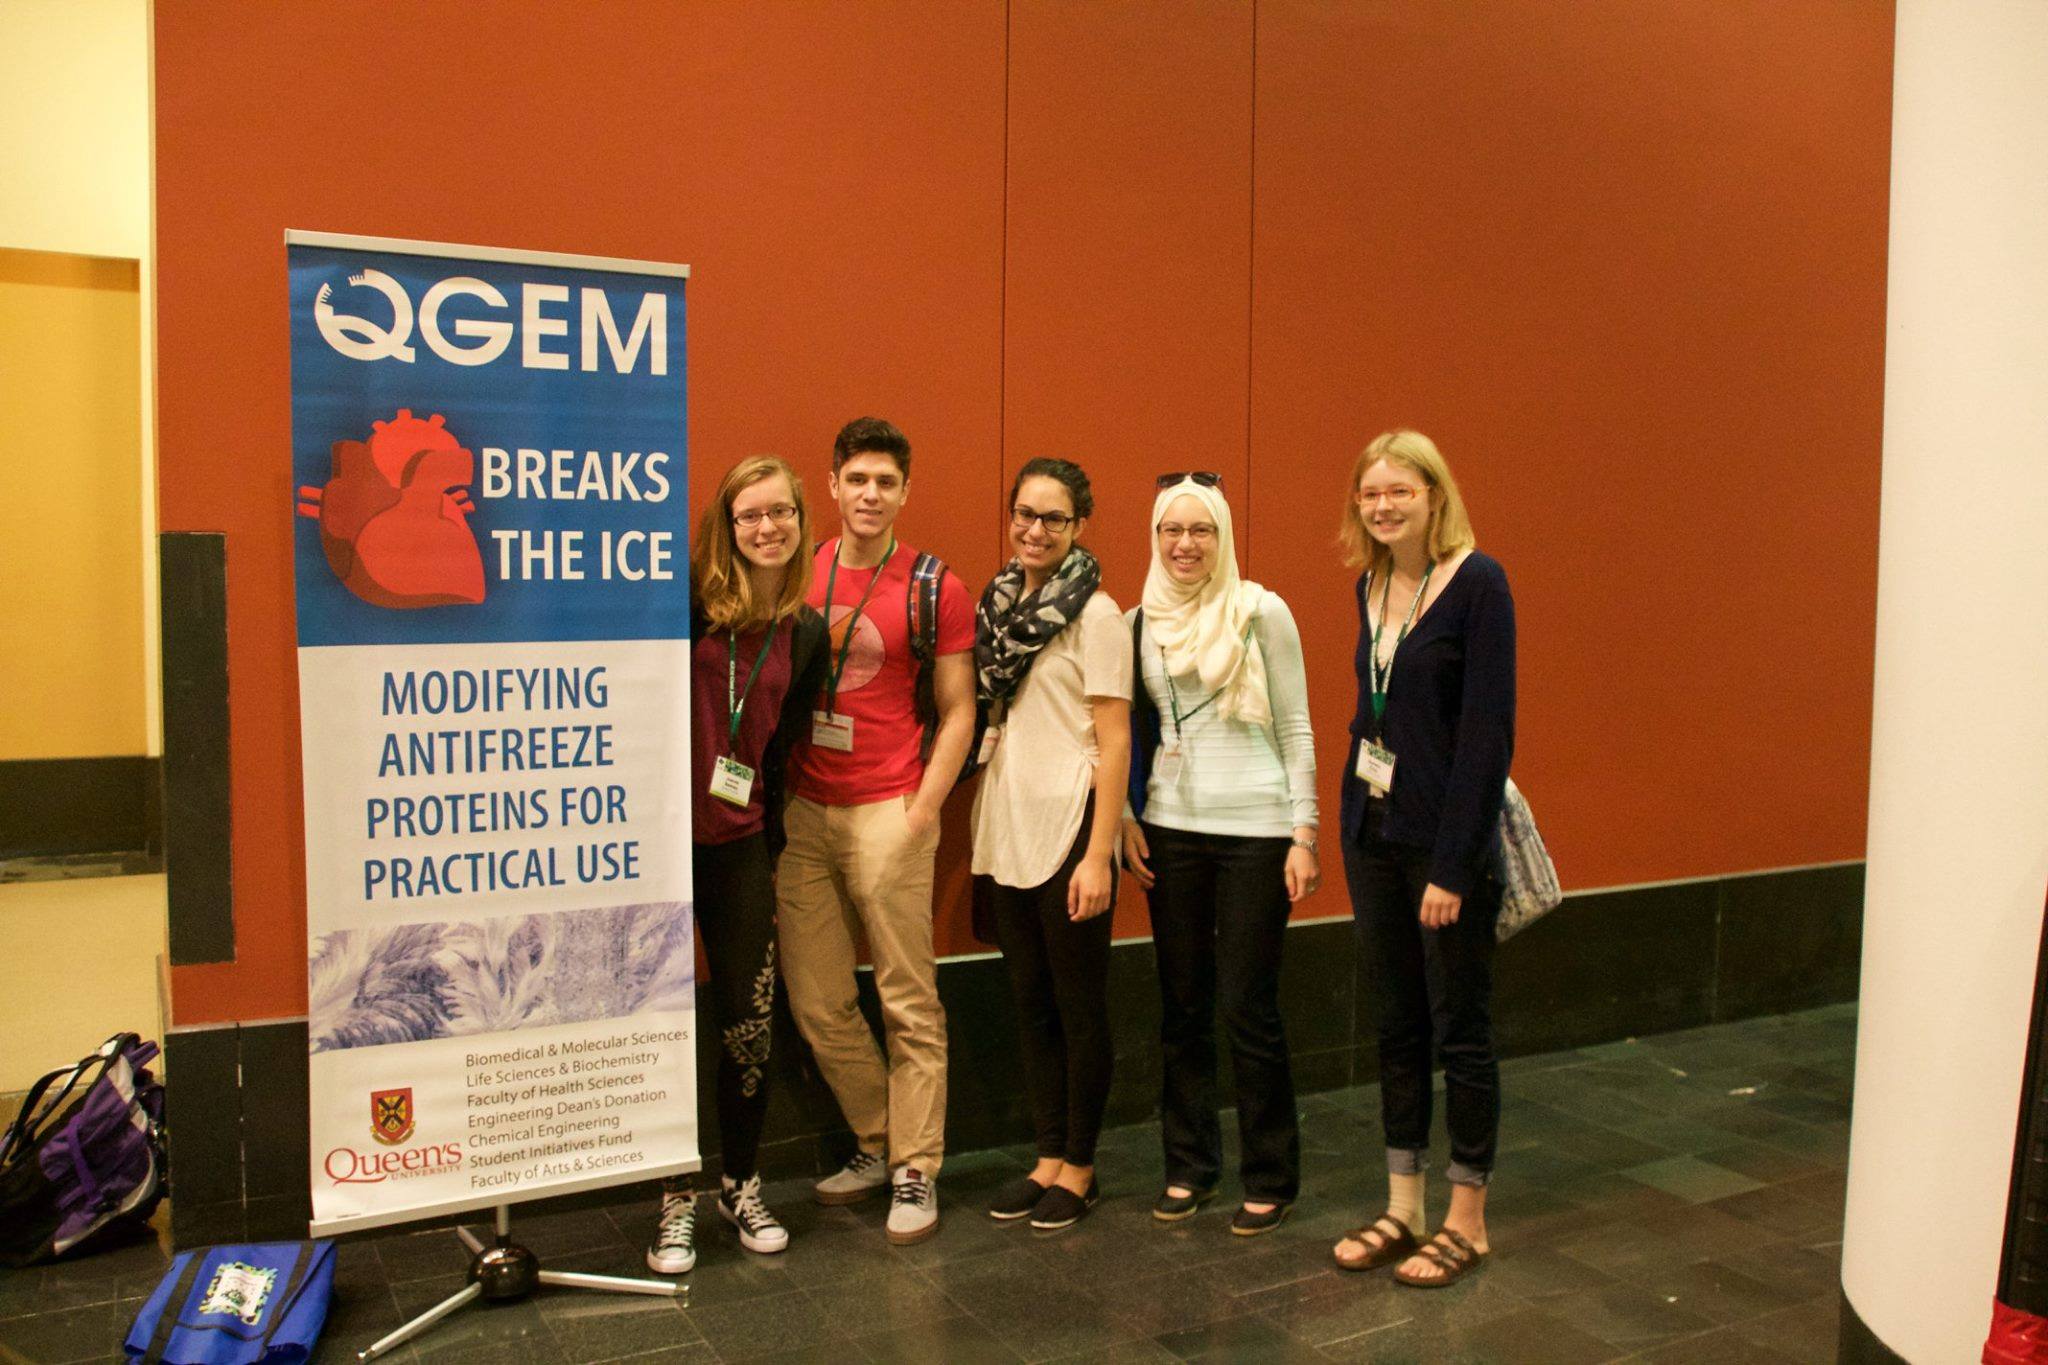 QGEM
BREAKS
THE ICE
MODIFYING
ANTIFREEZE
PROTEINS FOR
PRACTICAL USE
Biomedical & Molecular Sciences
Life Sciences & Biochemistry
Faculty of Health Sciences
Engineering Dean's Donation
Chemical Engineering
Student Initiatives Fund
Faculty of Arts & Sciences
Queen's
UNIVERSITY